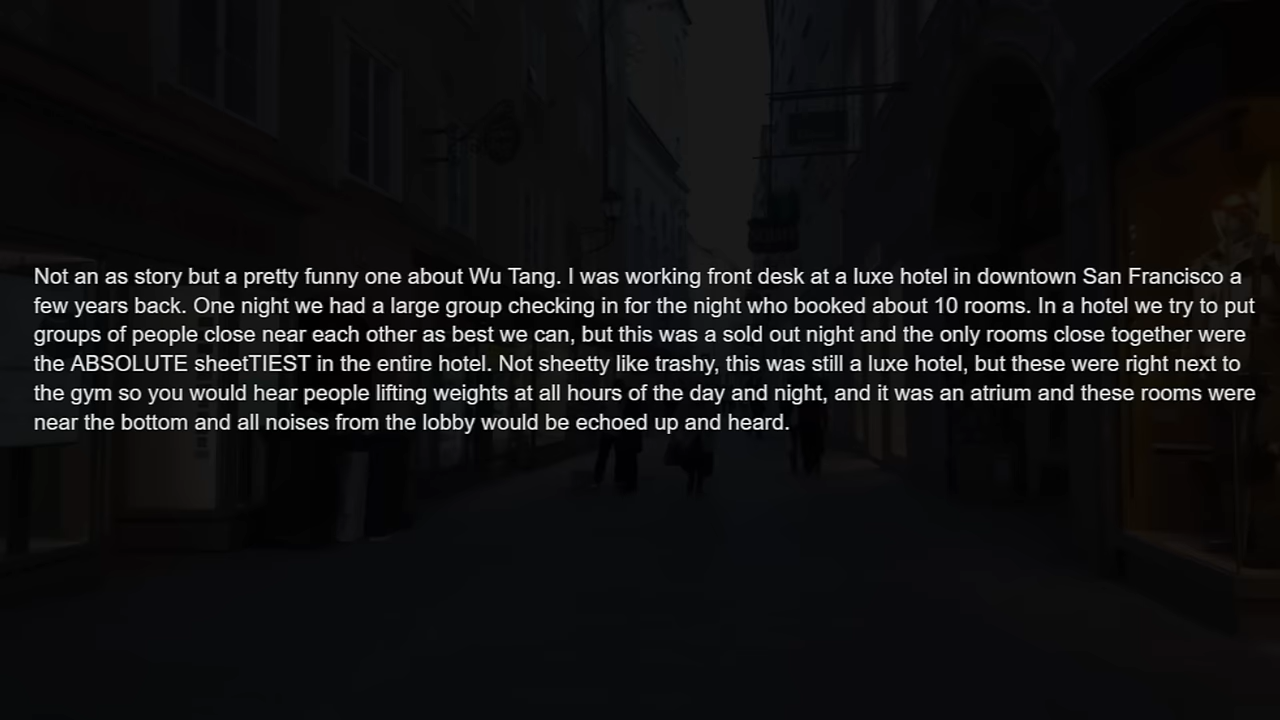 Not an as story but a pretty funny one about Wu Tang. I was working front desk at a luxe hotel in downtown San Francisco a
few years back. One night we had a large group checking in for the night who booked about 10 rooms. In a hotel we try to put
groups of people close near each other as best we can, but this was a sold out night and the only rooms close together were
the ABSOLUTE sheetTIEST in the entire hotel. Not sheetty like trashy, this was still a luxe hotel, but these were right next to
the gym so you would hear people lifting weights at all hours of the day and night, and it was an atrium and these rooms were
near the bottom and all noises from the lobby would be echoed up and heard.